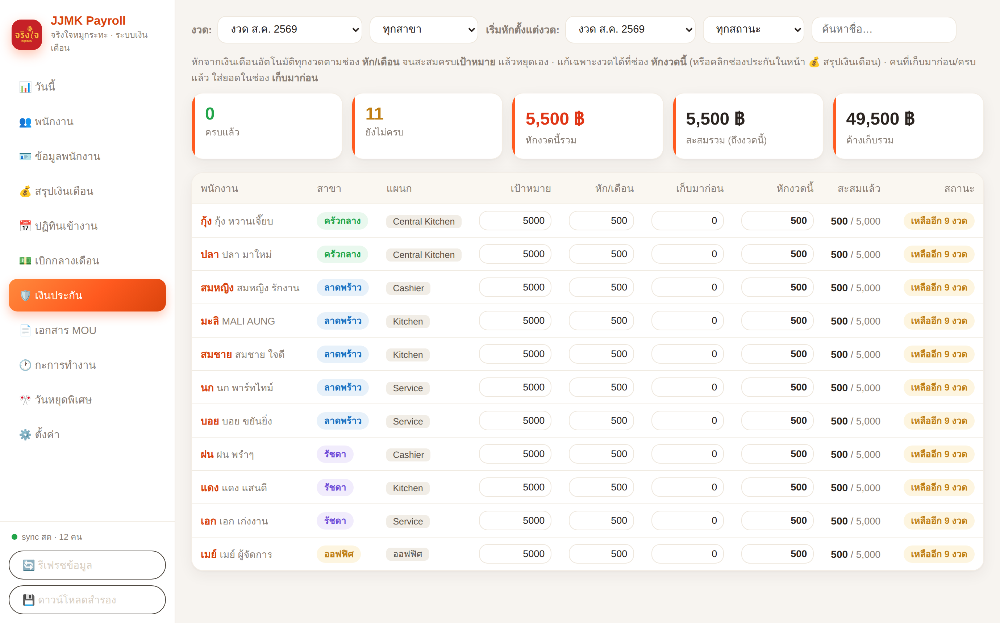 จริงใจ
หมูกระทะ
JJMK Payroll
จริงใจหมูกระทะ · ระบบเงิน
เดือน
วันนี้
พนักงาน
ข้อมูลพนักงาน
สรุปเงินเดือน
ปฏิทินเข้างาน
เบิกกลางเดือน
เงินประกัน
เอกสาร MOU
กะการทำงาน
วันหยุดพิเศษ
ตั้งค่า
sync สด · 12 คน
รีเฟรชข้อมูล
ดาวน์โหลดสำรอง
งวด: งวด ส.ค. 2569 ทุกสาขา เริ่มหักตั้งแต่งวด: งวด ส.ค. 2569 ทุกสถานะ ค้นหาชื่อ…
หักจากเงินเดือนอัตโนมัติทุกงวดตามช่อง หัก/เดือน จนสะสมครบเป้าหมาย แล้วหยุดเอง · แก้เฉพาะงวดได้ที่ช่อง หักงวดนี้ (หรือคลิกช่องประกันในหน้า 💰 สรุปเงินเดือน) · คนที่เก็บมาก่อน/ครบ
แล้ว ใส่ยอดในช่อง เก็บมาก่อน
0
ครบแล้ว
11
ยังไม่ครบ
5,500 ฿
หักงวดนี้รวม
5,500 ฿
สะสมรวม (ถึงงวดนี้)
49,500 ฿
ค้างเก็บรวม
พนักงาน สาขา แผนก เป้าหมาย หัก/เดือน เก็บมาก่อน หักงวดนี้ สะสมแล้ว สถานะ
กุ้ง กุ้ง หวานเจี๊ยบ ครัวกลาง Central Kitchen 5000 500 0 500 500 / 5,000 เหลืออีก 9 งวด
ปลา ปลา มาใหม่ ครัวกลาง Central Kitchen 5000 500 0 500 500 / 5,000 เหลืออีก 9 งวด
สมหญิง สมหญิง รักงาน ลาดพร้าว Cashier 5000 500 0 500 500 / 5,000 เหลืออีก 9 งวด
มะลิ MALI AUNG ลาดพร้าว Kitchen 5000 500 0 500 500 / 5,000 เหลืออีก 9 งวด
สมชาย สมชาย ใจดี ลาดพร้าว Kitchen 5000 500 0 500 500 / 5,000 เหลืออีก 9 งวด
นก นก พาร์ทไทม์ ลาดพร้าว Service 5000 500 0 500 500 / 5,000 เหลืออีก 9 งวด
บอย บอย ขยันยิ่ง ลาดพร้าว Service 5000 500 0 500 500 / 5,000 เหลืออีก 9 งวด
ฝน ฝน พรำๆ รัชดา Cashier 5000 500 0 500 500 / 5,000 เหลืออีก 9 งวด
แดง แดง แสนดี รัชดา Kitchen 5000 500 0 500 500 / 5,000 เหลืออีก 9 งวด
เอก เอก เก่งงาน รัชดา Service 5000 500 0 500 500 / 5,000 เหลืออีก 9 งวด
เมย์ เมย์ ผู้จัดการ ออฟฟิศ ออฟฟิศ 5000 500 0 500 500 / 5,000 เหลืออีก 9 งวด